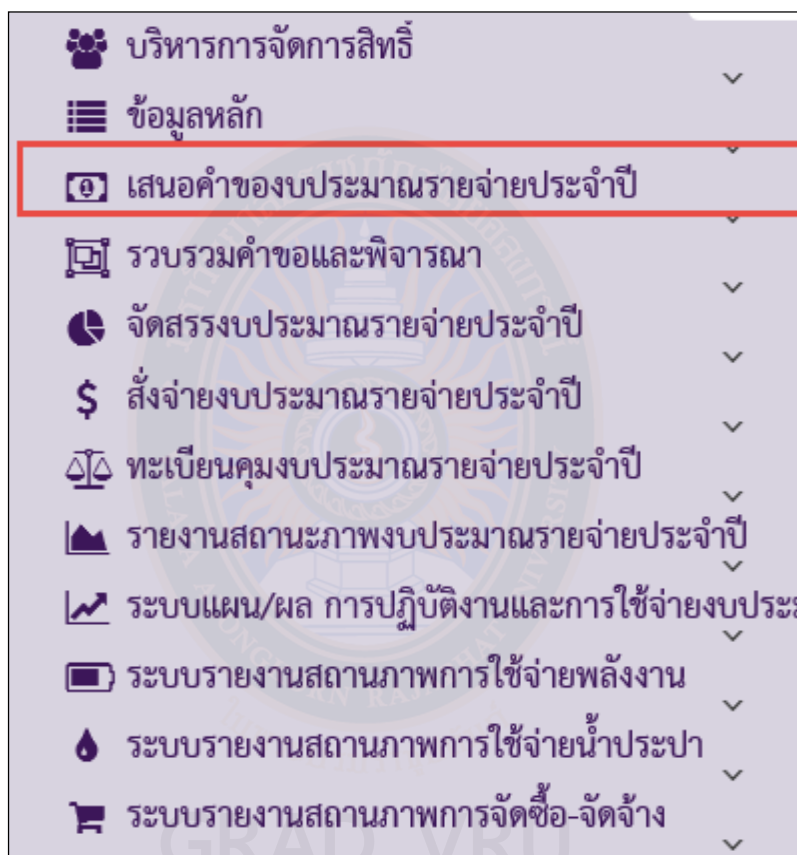 บริหารการจัดการสิทธิ์
ข้อมูลหลัก
เสนอคำของบประมาณรายจ่ายประจำปี
รวบรวมคำขอและพิจารณา
จัดสรรงบประมาณรายจ่ายประจำปี
สั่งจ่ายงบประมาณรายจ่ายประจำปี
ทะเบียนคุมงบประมาณรายจ่ายประจำปี
รายงานสถานะภาพงบประมาณรายจ่ายประจำปี
ระบบแผน/ผล การปฏิบัติงานและการใช้จ่ายงบประ
ระบบรายงานสถานภาพการใช้จ่ายพลังงาน
ระบบรายงานสถานภาพการใช้จ่ายน้ำประปา
ระบบรายงานสถานภาพการจัดซื้อ-จัดจ้าง
GRAD VRU